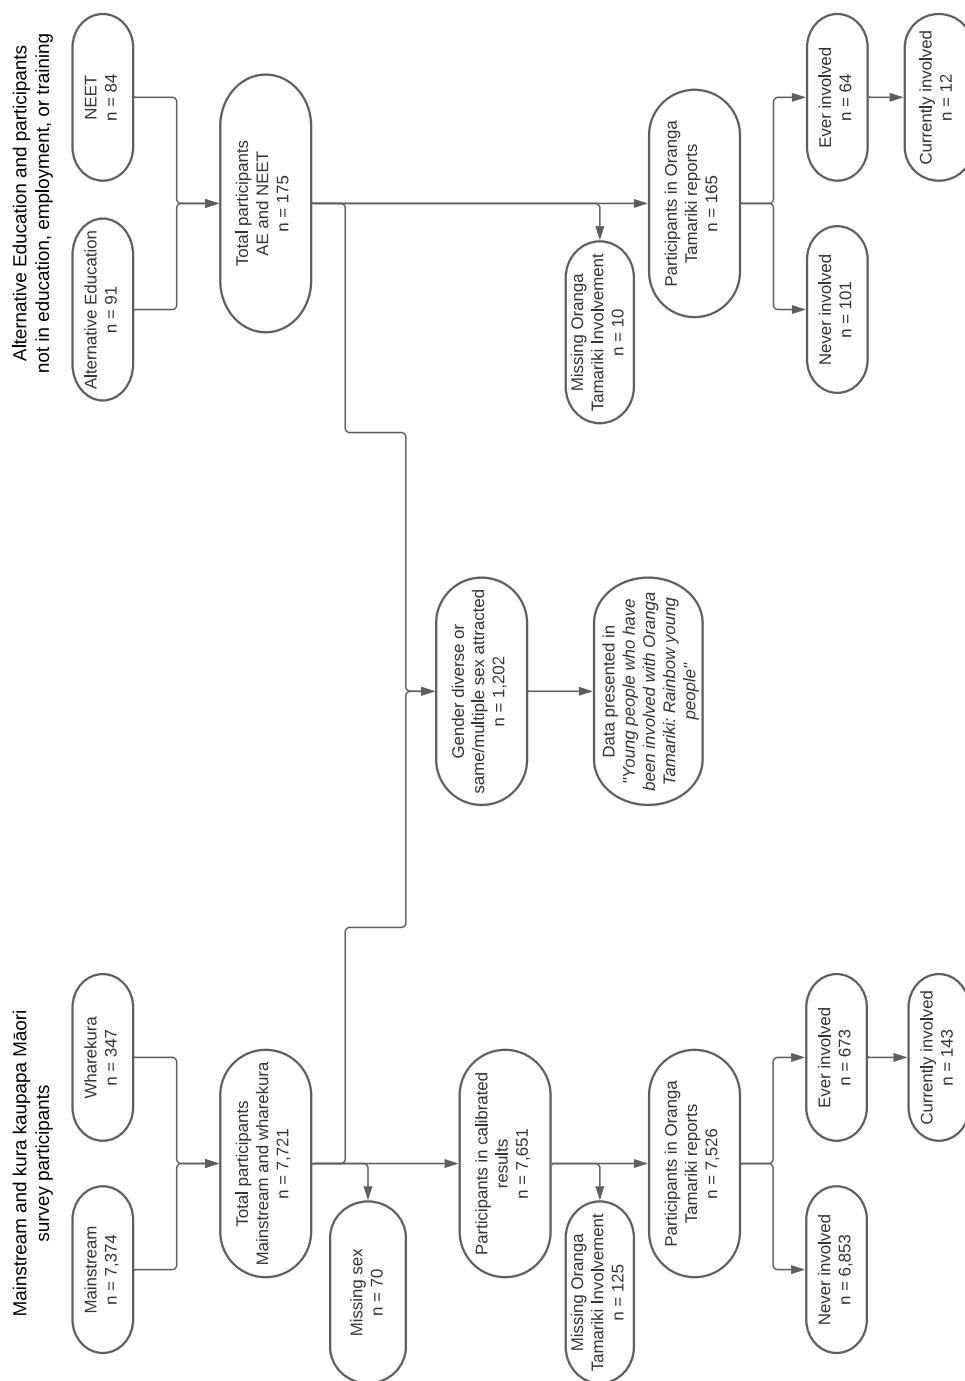 Mainstream and kura kaupapa Māori
survey participants
Mainstream
n = 7,374
Wharekura
n = 347
Total participants
Mainstream and wharekura
n = 7,721
Missing sex
n = 70
Participants in calibrated
results
n = 7,651
Missing Oranga
Tamariki Involvement
n = 125
Participants in Oranga
Tamariki reports
n = 7,526
Never involved
n = 6,853
Ever involved
n = 673
Currently involved
n = 143
Gender diverse or
same/multiple sex attracted
n = 1,202
Data presented in
"Young people who have
been involved with Oranga
Tamariki: Rainbow young
people"
Alternative Education and participants
not in education, employment, or training
Alternative Education
n = 91
NEET
n = 84
Total participants
AE and NEET
n = 175
Missing Oranga
Tamariki Involvement
n = 10
Participants in Oranga
Tamariki reports
n = 165
Never involved
n = 101
Ever involved
n = 64
Currently involved
n = 12